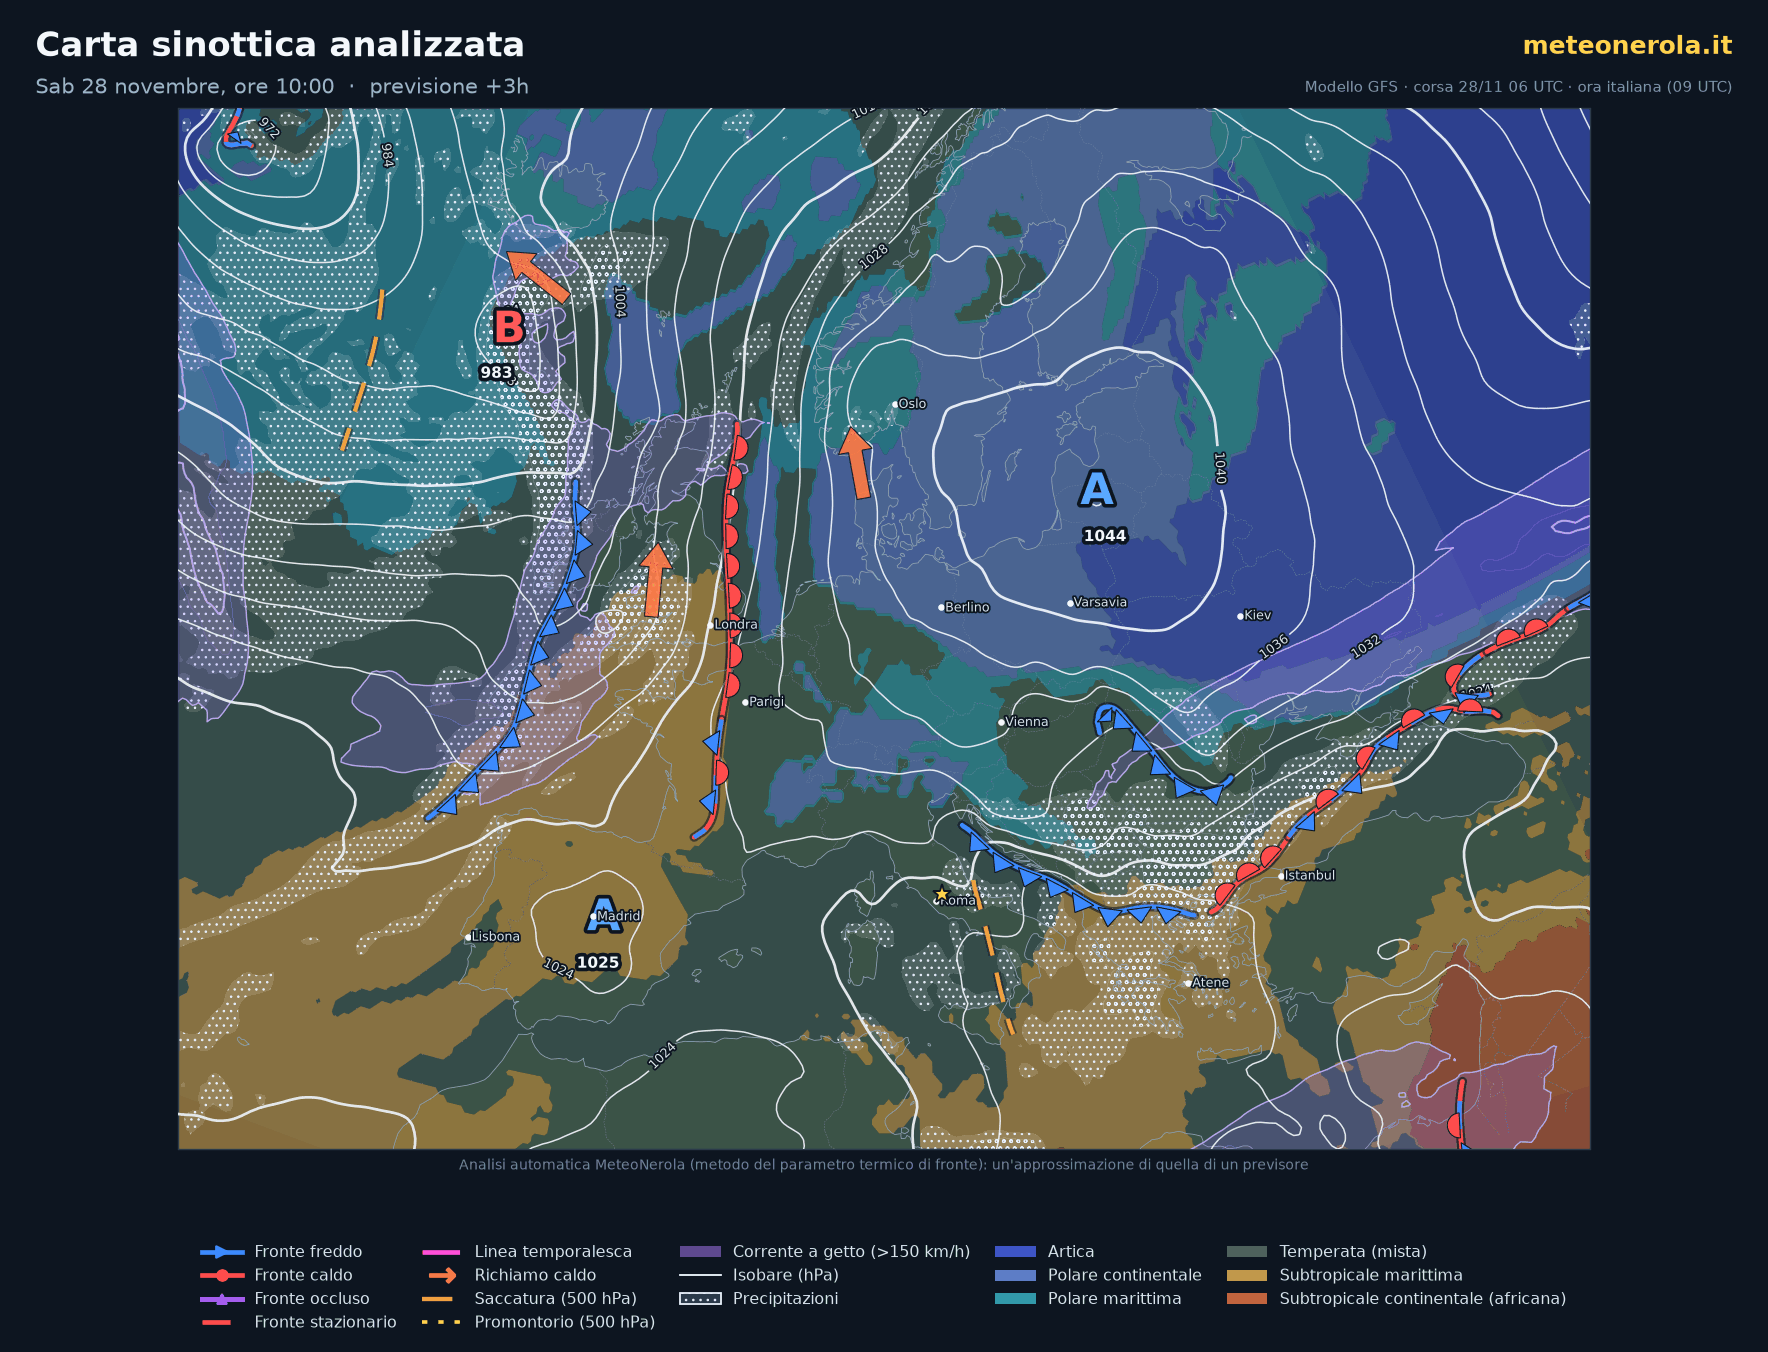 Carta sinottica analizzata
meteonerola.it
Sab 28 novembre, ore 10:00 · previsione +3h
Modello GFS · corsa 28/11 06 UTC · ora italiana (09 UTC)
972
984
1028
1004
B
983
Oslo
1040
A
1044
Berlino
Varsavia
Kiev
Londra
1036
1032
1024
Parigi
Vienna
Istanbul
Roma
A
Madrid
Lisbona
1024
1025
Atene
1024
Analisi automatica MeteoNerola (metodo del parametro termico di fronte): un'approssimazione di quella di un previsore
Fronte freddo
Fronte caldo
Fronte occluso
Fronte stazionario
Linea temporalesca
Richiamo caldo
Saccatura (500 hPa)
Promontorio (500 hPa)
Corrente a getto (>150 km/h)
Isobare (hPa)
Precipitazioni
Artica
Polare continentale
Polare marittima
Temperata (mista)
Subtropicale marittima
Subtropicale continentale (africana)